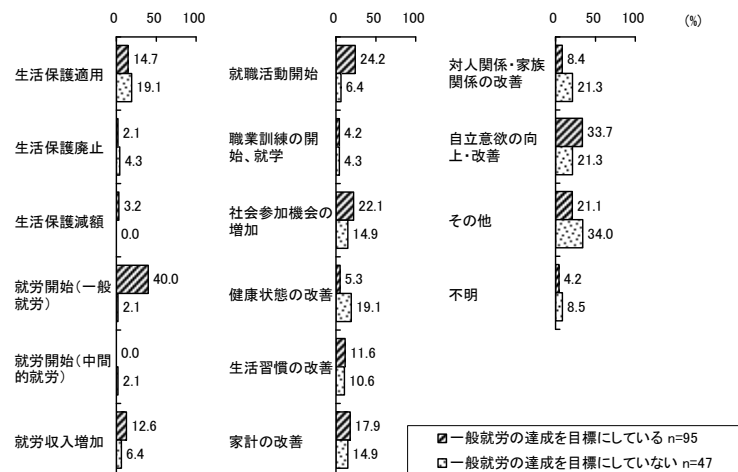 0 50 100
生活保護適用
14.7
19.1
生活保護廃止
2.1
4.3
生活保護減額
3.2
0.0
就労開始(一般
就労)
40.0
2.1
就労開始(中間
的就労)
0.0
2.1
就労収入増加
12.6
6.4
0 50 100
就職活動開始
24.2
6.4
職業訓練の開
始、就学
4.2
4.3
社会参加機会の
増加
22.1
14.9
健康状態の改善
5.3
19.1
生活習慣の改善
11.6
10.6
家計の改善
17.9
14.9
0 50 100 (%)
対人関係・家族
関係の改善
8.4
21.3
自立意欲の向
上・改善
33.7
21.3
その他
21.1
34.0
不明
4.2
8.5
一般就労の達成を目標にしている n=95
一般就労の達成を目標にしていない n=47